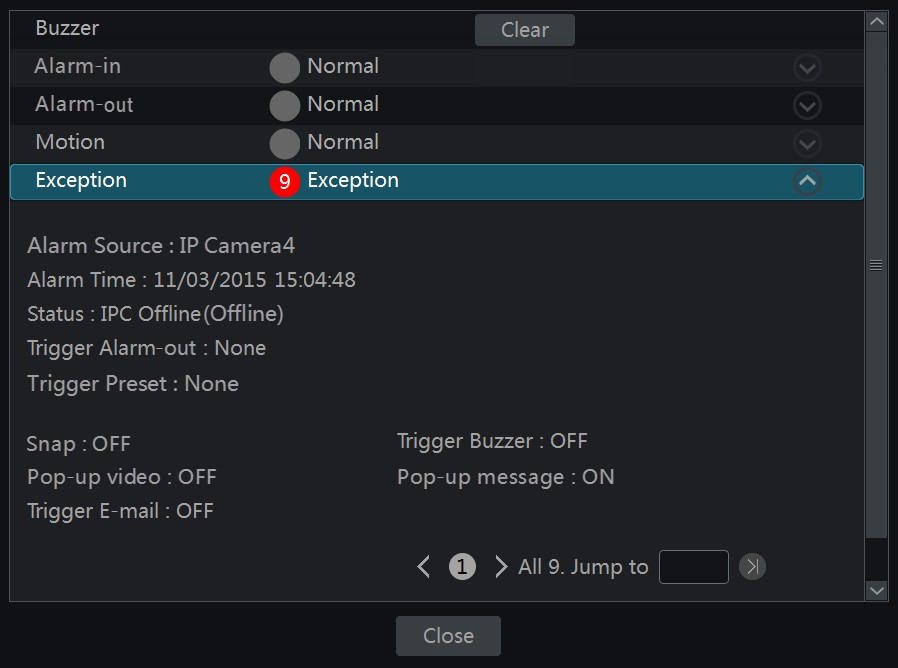 Buzzer Clear
Alarm-in Normal
Alarm-out Normal
Motion Normal
Exception 9 Exception
Alarm Source : IP Camera4
Alarm Time : 11/03/2015 15:04:48
Status : IPC Offline(Offline)
Trigger Alarm-out : None
Trigger Preset : None
Snap : OFF Trigger Buzzer : OFF
Pop-up video : OFF Pop-up message : ON
Trigger E-mail : OFF
1 All 9. Jump to
Close